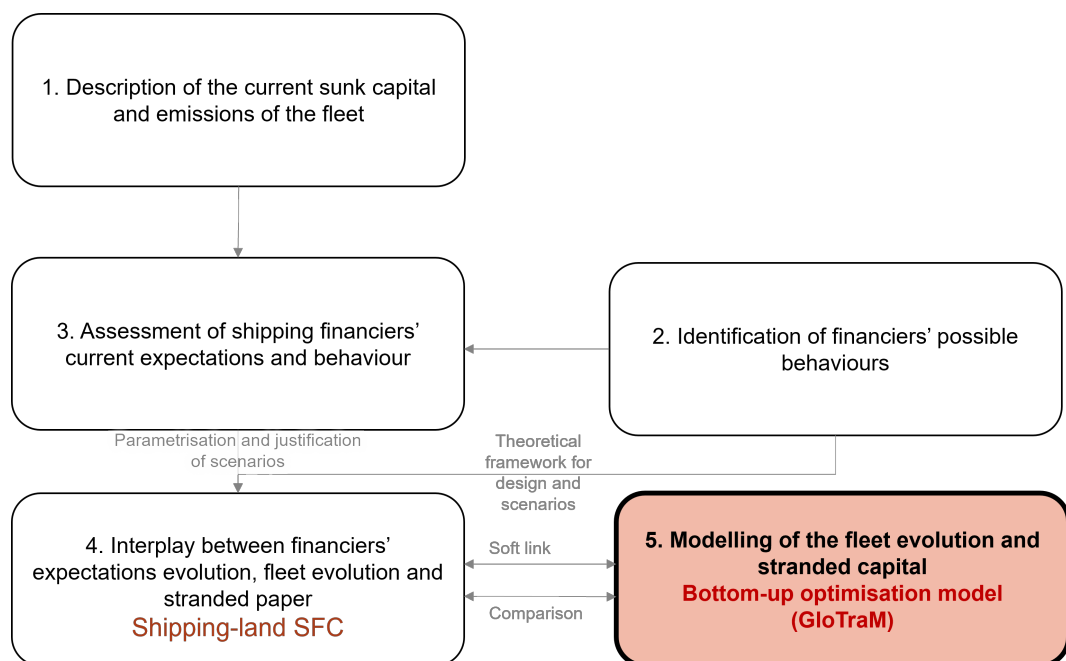 1. Description of the current sunk capital
and emissions of the fleet
3. Assessment of shipping financiers’
current expectations and behaviour
2. Identification of financiers’ possible
behaviours
Parametrisation and justification
of scenarios
Theoretical
framework for
design and
scenarios
4. Interplay between financiers’
expectations evolution, fleet evolution and
stranded paper
Shipping-land SFC
Soft link
Comparison
5. Modelling of the fleet evolution and
stranded capital
Bottom-up optimisation model
(GloTraM)